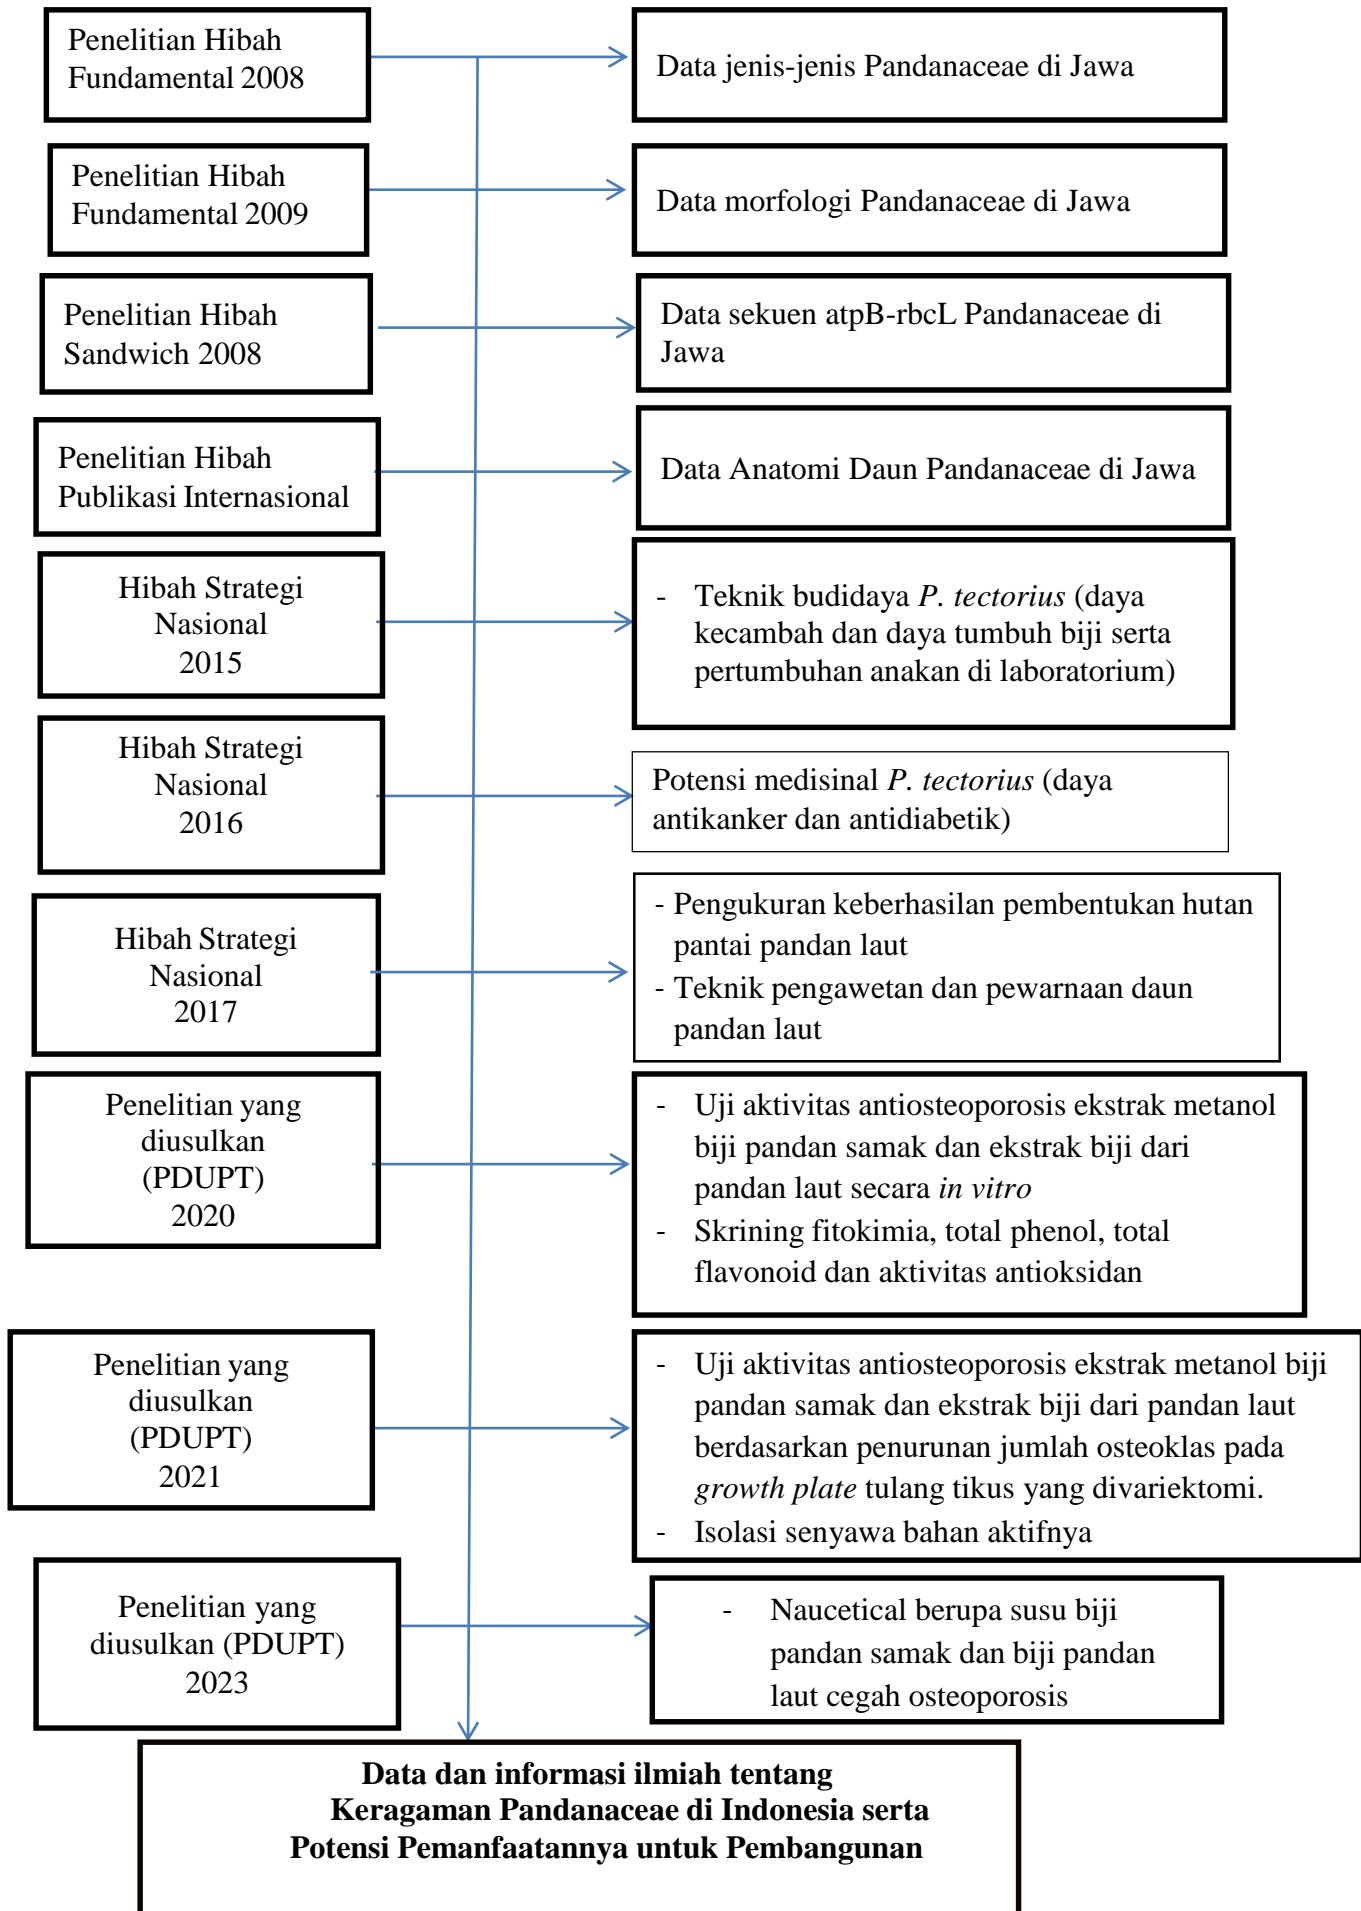 Penelitian Hibah
Fundamental 2008
Data jenis-jenis Pandanaceae di Jawa
Penelitian Hibah
Fundamental 2009
Data morfologi Pandanaceae di Jawa
Penelitian Hibah
Sandwich 2008
Data sekuen atpB-rbcL Pandanaceae di
Jawa
Penelitian Hibah
Publikasi Internasional
Data Anatomi Daun Pandanaceae di Jawa
Hibah Strategi
Nasional
2015
- Teknik budidaya P. tectorius (daya
kecambah dan daya tumbuh biji serta
pertumbuhan anakan di laboratorium)
Hibah Strategi
Nasional
2016
Potensi medisinal P. tectorius (daya
antikanker dan antidiabetik)
Hibah Strategi
Nasional
2017
- Pengukuran keberhasilan pembentukan hutan
pantai pandan laut
- Teknik pengawetan dan pewarnaan daun
pandan laut
Penelitian yang
diusulkan
(PDUPT)
2020
- Uji aktivitas antiosteoporosis ekstrak metanol
biji pandan samak dan ekstrak biji dari
pandan laut secara in vitro
- Skrining fitokimia, total phenol, total
flavonoid dan aktivitas antioksidan
Penelitian yang
diusulkan
(PDUPT)
2021
- Uji aktivitas antiosteoporosis ekstrak metanol biji
pandan samak dan ekstrak biji dari pandan laut
berdasarkan penurunan jumlah osteoklas pada
growth plate tulang tikus yang divariektomi.
- Isolasi senyawa bahan aktifnya
Penelitian yang
diusulkan (PDUPT)
2023
- Naucetical berupa susu biji
pandan samak dan biji pandan
laut cegah osteoporosis
Data dan informasi ilmiah tentang
Keragaman Pandanaceae di Indonesia serta
Potensi Pemanfaatannya untuk Pembangunan